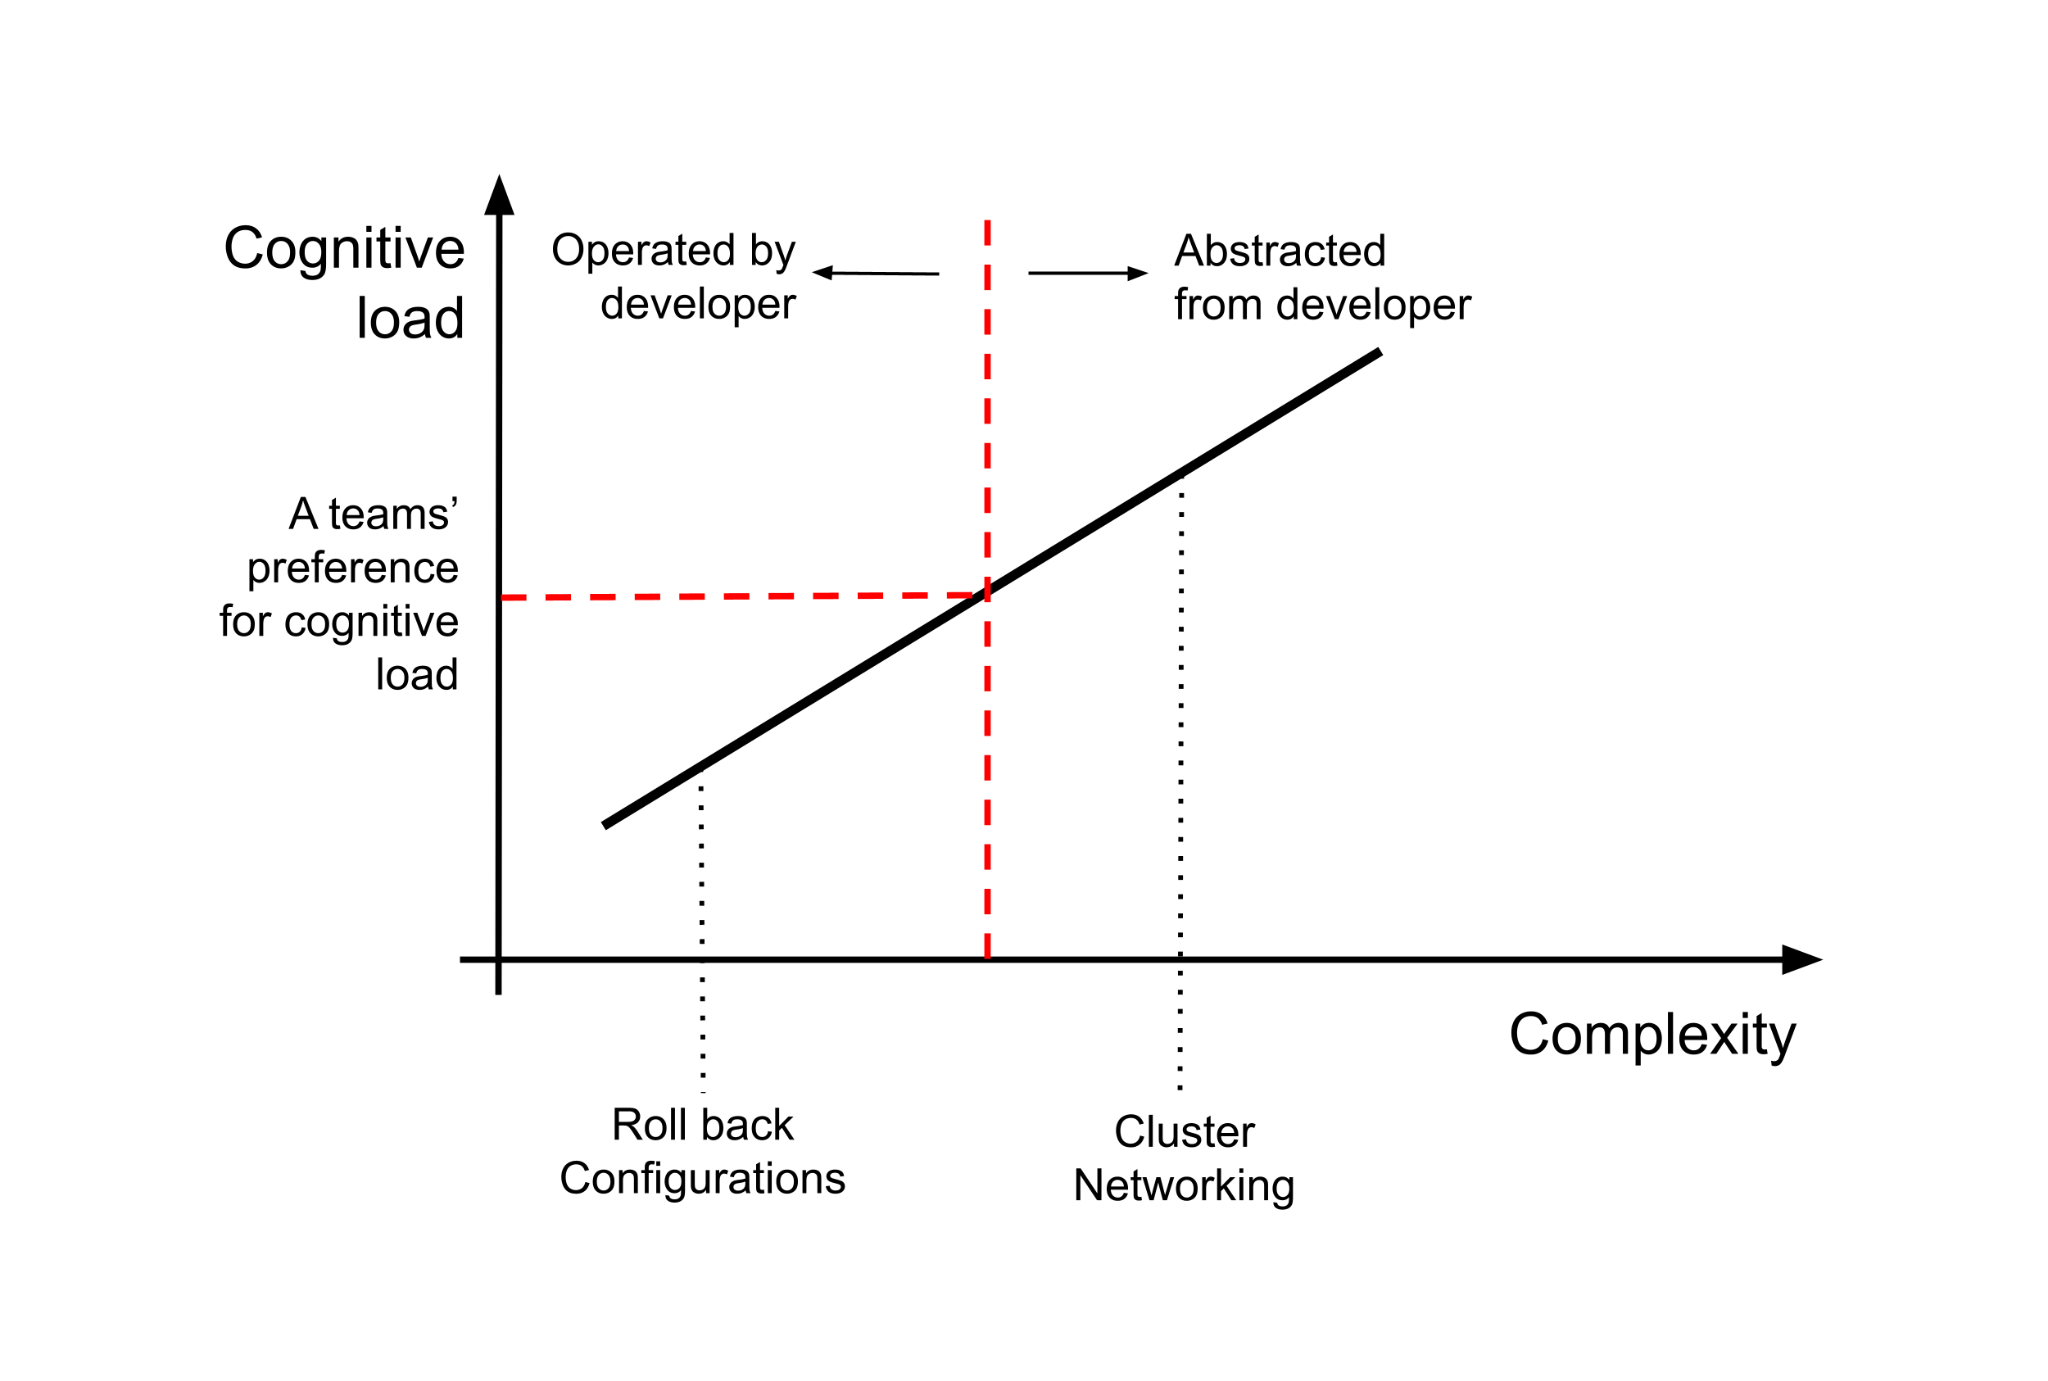 Cognitive
load
Operated by
developer
Abstracted
from developer
A teams’
preference
for cognitive
load
Complexity
Roll back
Configurations
Cluster
Networking